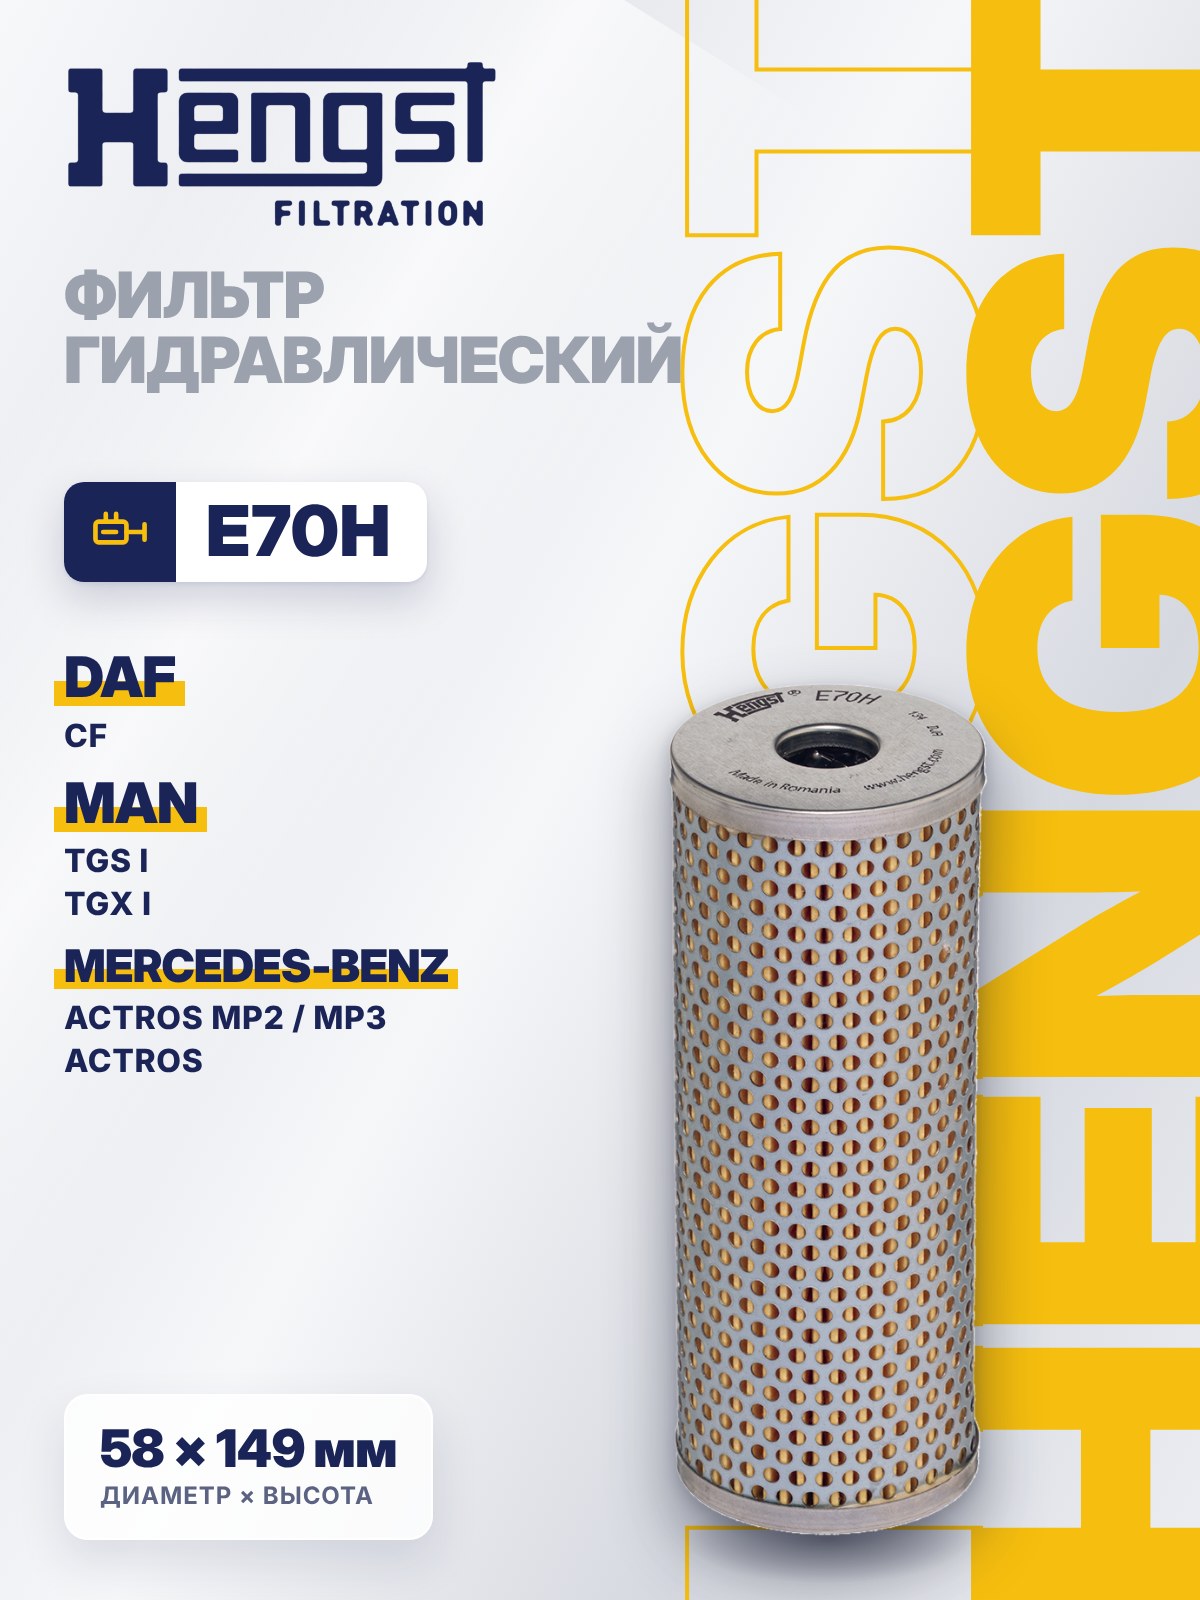 Hengst
FILTRATION
ФИЛЬТР
ГИДРАВЛИЧЕСКИЙ
E70H
DAF
CF
MAN
TGS I
TGX I
MERCEDES-BENZ
ACTROS MP2 / MP3
ACTROS
58 × 149 мм
ДИАМЕТР × ВЫСОТА
Hengst® E70H
Made in Romania www.hengst.com
HENGST
GST